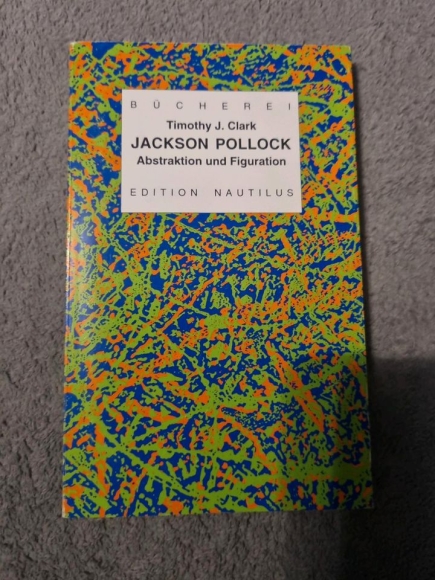 BÜCHEREI
Timothy J. Clark
JACKSON POLLOCK
Abstraktion und Figuration
EDITION NAUTILUS